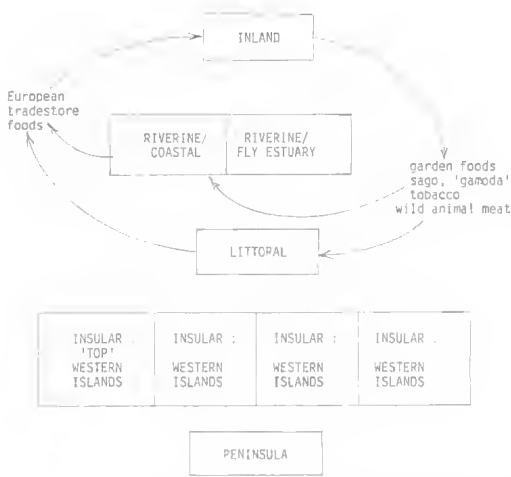 INLAND
European
tradestore
foods
RIVERINE/
COASTAL
RIVERINE/
FLY ESTUARY
garden foods
sago, 'gamoda'
tobacco
wild animal meat
LITTORAL
INSULAR :
'TOP'
WESTERN
ISLANDS
INSULAR :
WESTERN
ISLANDS
INSULAR :
WESTERN
ISLANDS
INSULAR .
WESTERN
ISLANDS
PENINSULA